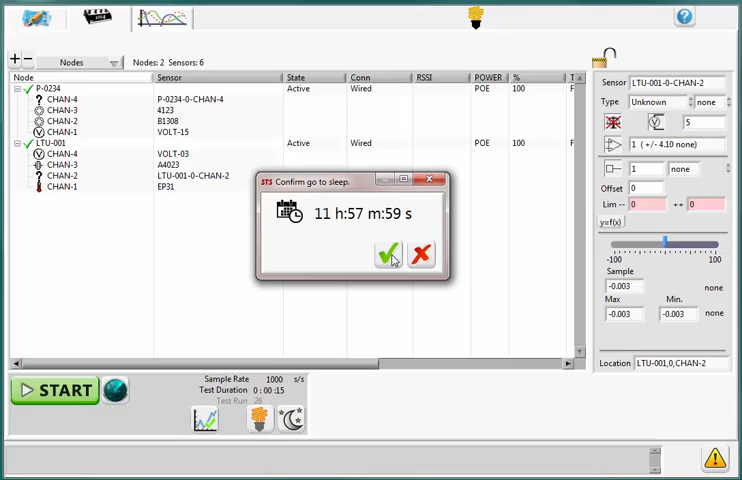 Nodes
Nodes: 2 Sensors: 6
Node Sensor State Conn RSSI POWER % T
P-0234 Active Wired POE 100 F
CHAN-4 P-0234-0-CHAN-4
CHAN-3 4123
CHAN-2 B1308
CHAN-1 VOLT-15
LTU-001 Active Wired POE 100 F
CHAN-4 VOLT-03
CHAN-3 A4023
CHAN-2 LTU-001-0-CHAN-2
CHAN-1 EP31
STS Confirm go to sleep.
11 h:57 m:59 s
Sensor LTU-001-0-CHAN-2
Type Unknown none
5
1 ( +/- 4.10 none)
1 none
Offset 0
Lim -- 0 ++ 0
y=f(x)
-100 100
Sample
-0.003 none
Max Min.
-0.003 -0.003 none
Location LTU-001,0,CHAN-2
START
Sample Rate 1000 s/s
Test Duration 0:00:15
Test Run 26